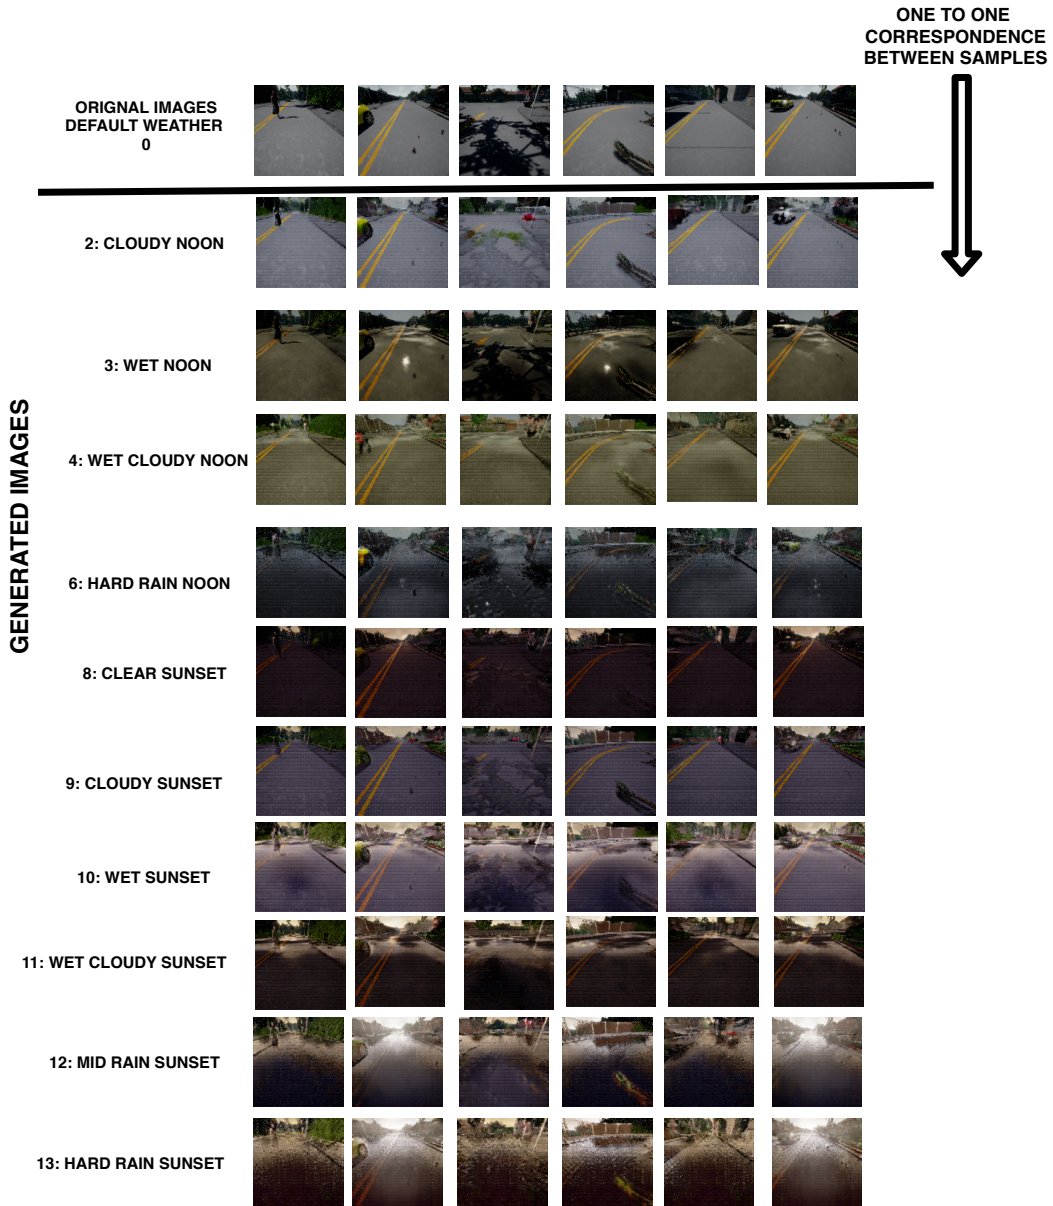 ONE TO ONE
CORRESPONDENCE
BETWEEN SAMPLES
ORIGNAL IMAGES
DEFAULT WEATHER
0
GENERATED IMAGES
2: CLOUDY NOON
3: WET NOON
4: WET CLOUDY NOON
6: HARD RAIN NOON
8: CLEAR SUNSET
9: CLOUDY SUNSET
10: WET SUNSET
11: WET CLOUDY SUNSET
12: MID RAIN SUNSET
13: HARD RAIN SUNSET